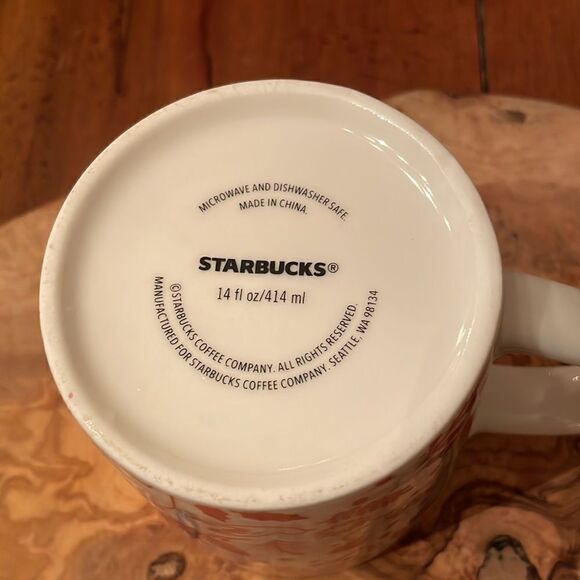 MICROWAVE AND DISHWASHER SAFE.
MADE IN CHINA.
STARBUCKS®
14 fl oz/414 ml
©STARBUCKS COFFEE COMPANY. ALL RIGHTS RESERVED.
MANUFACTURED FOR STARBUCKS COFFEE COMPANY. SEATTLE, WA 98134